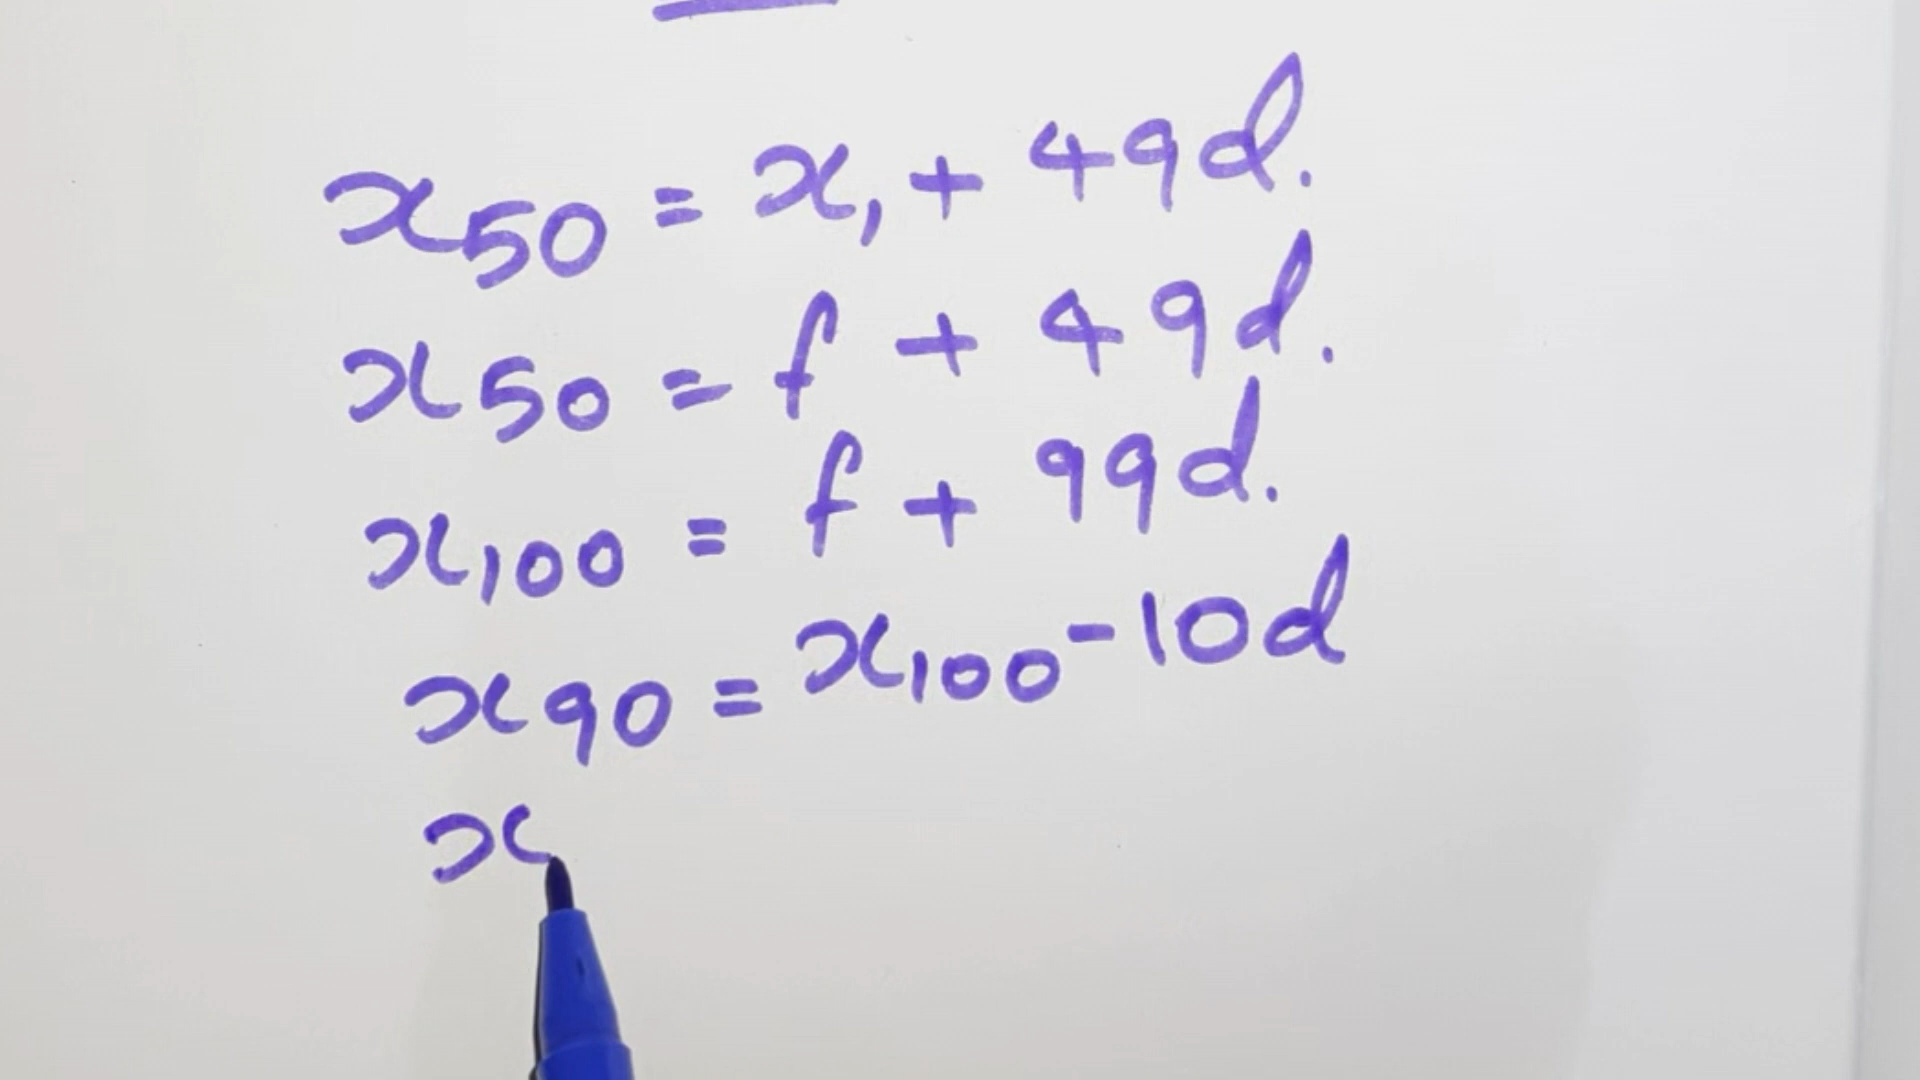 x₅₀ = x₁ + 49d.
x₅₀ = f + 49d.
x₁₀₀ = f + 99d.
x₉₀ = x₁₀₀ - 10d
x